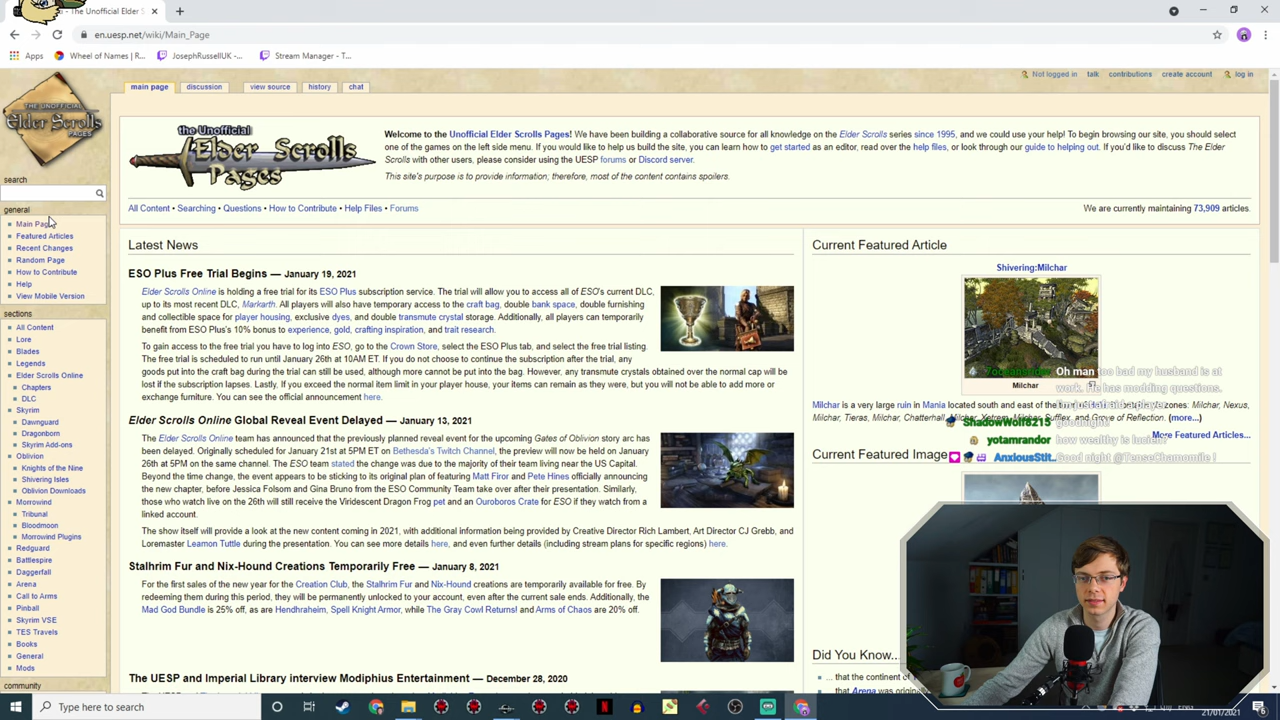 - The Unofficial Elder S
en.uesp.net/wiki/Main_Page
Apps
Wheel of Names | R...
JosephRussellUK -...
Stream Manager - T...
Not logged in
talk
contributions
create account
log in
main page
discussion
view source
history
chat
THE UNOFFICIAL
Elder Scrolls
PAGES
search
general
Main Page
Featured Articles
Recent Changes
Random Page
How to Contribute
Help
View Mobile Version
sections
All Content
Lore
Blades
Legends
Elder Scrolls Online
Chapters
DLC
Skyrim
Dawnguard
Dragonborn
Skyrim Add-ons
Oblivion
Knights of the Nine
Shivering Isles
Oblivion Downloads
Morrowind
Tribunal
Bloodmoon
Morrowind Plugins
Redguard
Battlespire
Daggerfall
Arena
Call to Arms
Pinball
Skyrim VSE
TES Travels
Books
General
Mods
community
the Unofficial
Elder Scrolls
Pages
Welcome to the Unofficial Elder Scrolls Pages! We have been building a collaborative source for all knowledge on the Elder Scrolls series since 1995, and we could use your help! To begin browsing our site, you should select
one of the games on the left side menu. If you would like to help us build the site, you can learn how to get started as an editor, read over the help files, or look through our guide to helping out. If you'd like to discuss The Elder
Scrolls with other users, please consider using the UESP forums or Discord server.
This site's purpose is to provide information; therefore, most of the content contains spoilers.
All Content • Searching • Questions • How to Contribute • Help Files • Forums
We are currently maintaining 73,909 articles.
Latest News
ESO Plus Free Trial Begins — January 19, 2021
Elder Scrolls Online is holding a free trial for its ESO Plus subscription service. The trial will allow you to access all of ESO's current DLC,
up to its most recent DLC, Markarth. All players will also have temporary access to the craft bag, double bank space, double furnishing
and collectible space for player housing, exclusive dyes, and double transmute crystal storage. Additionally, all players can temporarily
benefit from ESO Plus's 10% bonus to experience, gold, crafting inspiration, and trait research.
To gain access to the free trial you have to log into ESO, go to the Crown Store, select the ESO Plus tab, and select the free trial listing.
The free trial is scheduled to run until January 26th at 10AM ET. If you do not choose to continue the subscription after the trial, any
goods put into the craft bag during the trial can be used, although more cannot be put into the bag. However, any transmute crystals obtained over the normal cap will be
lost if the subscription lapses. Lastly, if you exceed the normal item limit in your player house, your items can remain as they were, but you will not be able to add more or
exchange furniture. You can see the official announcement here.
Elder Scrolls Online Global Reveal Event Delayed — January 13, 2021
The Elder Scrolls Online team has announced that the previously planned reveal event for the upcoming Gates of Oblivion story arc has
been delayed. Originally scheduled for January 21st at 5PM ET on Bethesda's Twitch Channel, the preview will now be held on January
26th at 5PM on the same channel. The ESO team stated the change was due to the majority of their team living near the US Capital.
Beyond the time change, the event appears to be sticking to its original plan of featuring Matt Firor and Pete Hines officially announcing
the new chapter, before Jessica Folsom and Gina Bruno from the ESO Community Team take over after their presentation. Similarly,
those who watch live on the 26th will still receive the Viridescent Dragon Frog pet and an Ouroboros Crate for ESO if they watch from a
linked account.
The show itself will provide a look at the new content coming in 2021, with additional information being provided by Creative Director Rich Lambert, Art Director CJ Grebb, and
Loremaster Leamon Tuttle during the presentation. You can see more details here, and even further details (including stream plans for specific regions) here.
Stalhrim Fur and Nix-Hound Creations Temporarily Free — January 8, 2021
For the first sales of the new year for the Creation Club, the Stalhrim Fur and Nix-Hound creations are temporarily available for free. By
redeeming them during this period, they will be permanently unlocked to your account, even after the current sale ends. Additionally, the
Mad God Bundle is 25% off, as are Hendhraheim, Spell Knight Armor, while The Gray Cowl Returns! and Arms of Chaos are 20% off.
The UESP and Imperial Library interview Modiphius Entertainment — December 28, 2020
Current Featured Article
Shivering:Milchar
Milchar
Milchar is a very large ruin in Mania located south and east of the
zones: Milchar, Nexus,
Milchar, Tieras, Milchar, Chatterhall, Milchar, Xetrem, Milchar, Sufflex, and Grove of Reflection. (more...)
More Featured Articles...
Current Featured Image
Oh man too bad my husband is at
work. He has modding questions.
I'm just afraid a player
ShadowWolf8215 goodnight!
yotamrandor how wealthy is lucien?
AnxiousStit.. Good night @TenseChamomile !
Did You Know...
... that the continent of
... that Arena was origin
Type here to search
ENG
21/01/2021